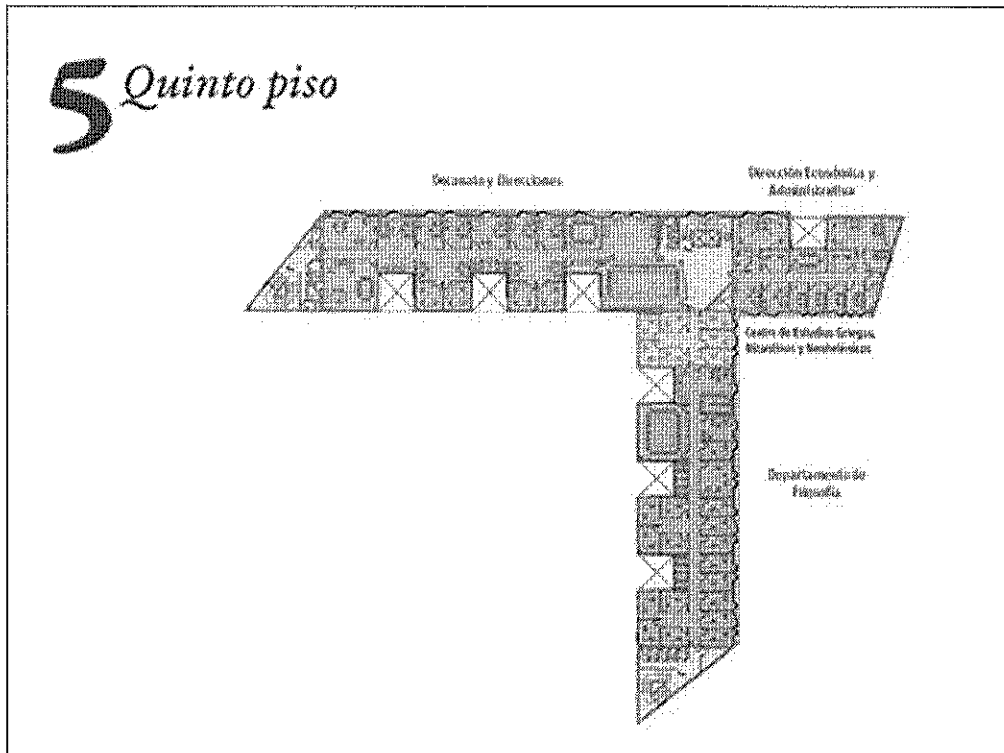 5 Quinto piso
Decanato y Direcciones
Dirección Económica y
Administrativa
Centro de Estudios Griegos,
Bizantinos y Neohelénicos
Departamento de
Filosofía